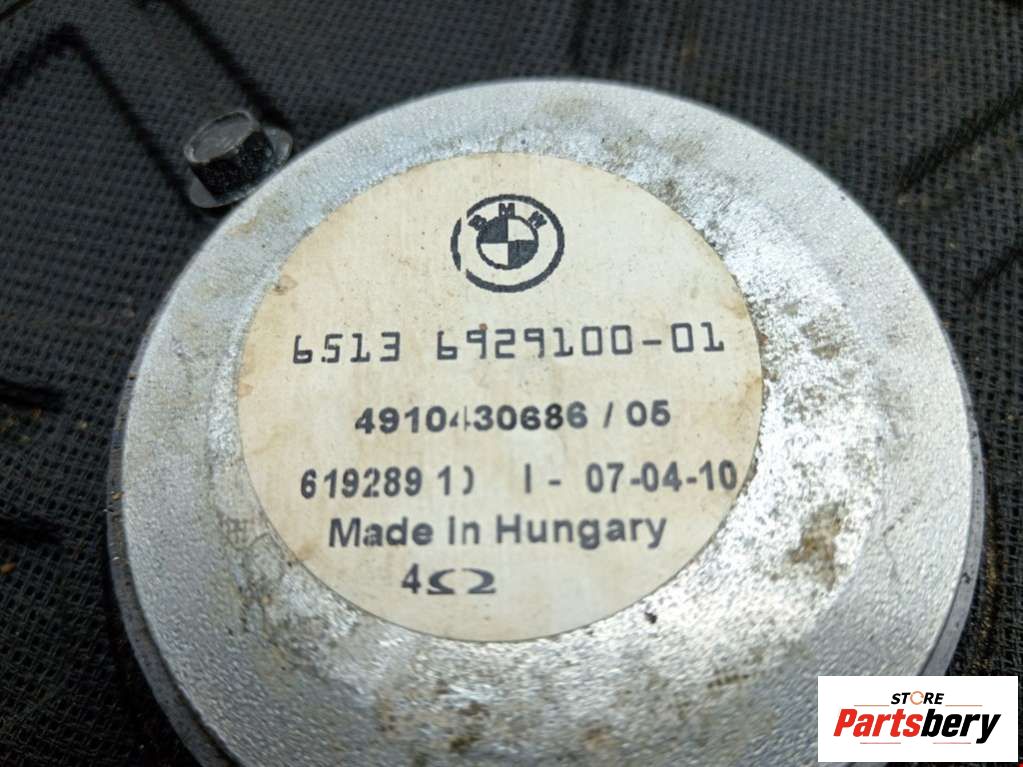 BMW
6513 6929100-01
4910430686 / 05
619289 1) I - 07-04-10
Made In Hungary
4Ω
STORE
Partsbery